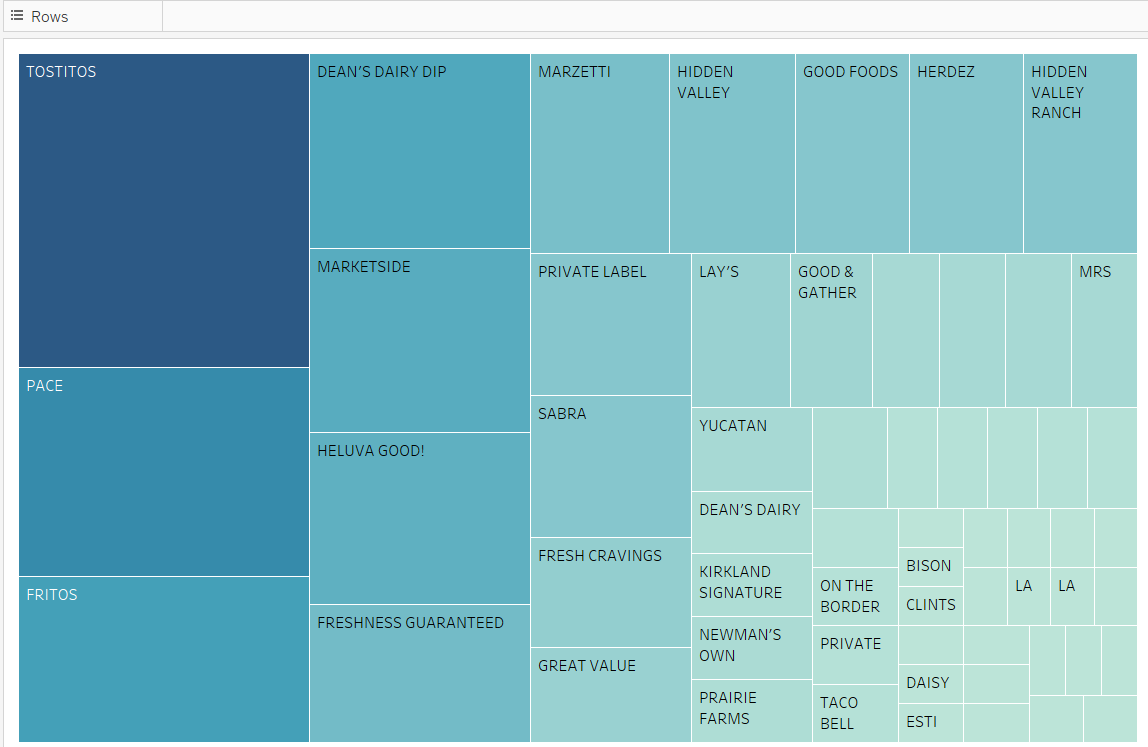 Rows
TOSTITOS
PACE
FRITOS
DEAN'S DAIRY DIP
MARKETSIDE
HELUVA GOOD!
FRESHNESS GUARANTEED
MARZETTI
HIDDEN
VALLEY
GOOD FOODS
HERDEZ
HIDDEN
VALLEY
RANCH
PRIVATE LABEL
SABRA
FRESH CRAVINGS
GREAT VALUE
LAY'S
GOOD &
GATHER
MRS
YUCATAN
DEAN'S DAIRY
KIRKLAND
SIGNATURE
NEWMAN'S
OWN
PRAIRIE
FARMS
ON THE
BORDER
PRIVATE
TACO
BELL
BISON
CLINTS
DAISY
ESTI
LA
LA